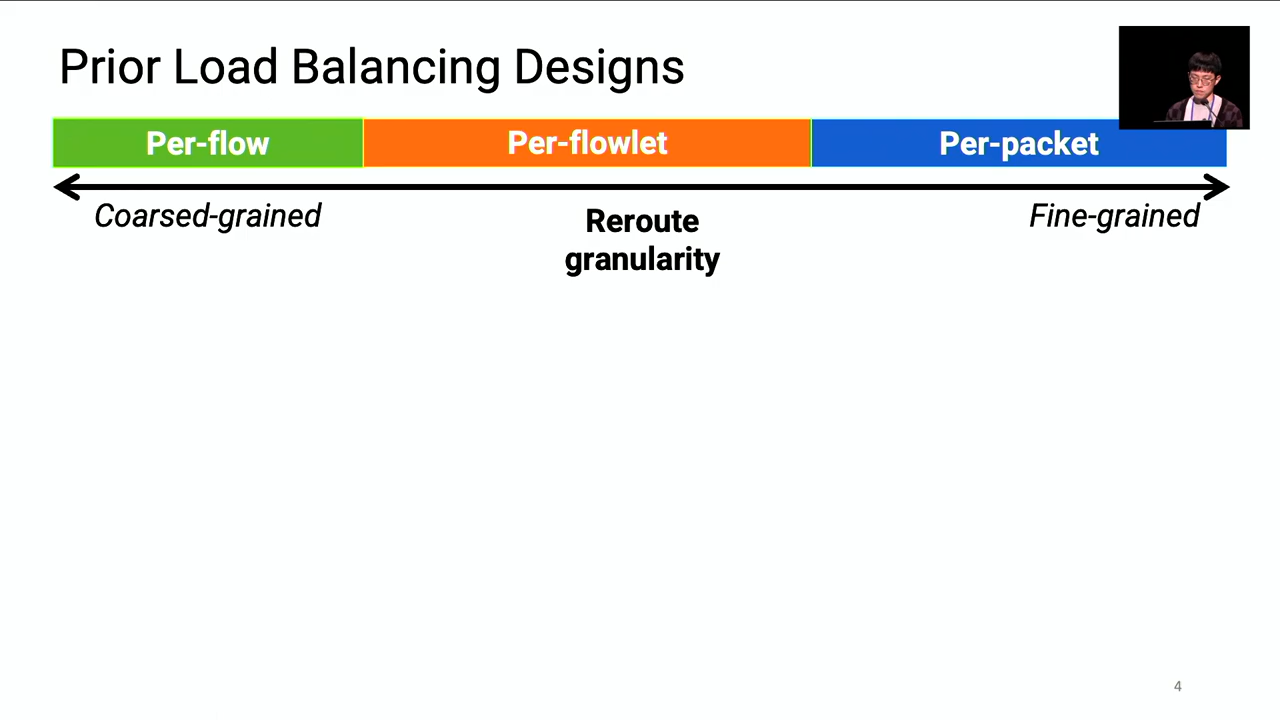 Prior Load Balancing Designs
Per-flow
Per-flowlet
Per-packet
Coarsed-grained
Reroute
granularity
Fine-grained
4